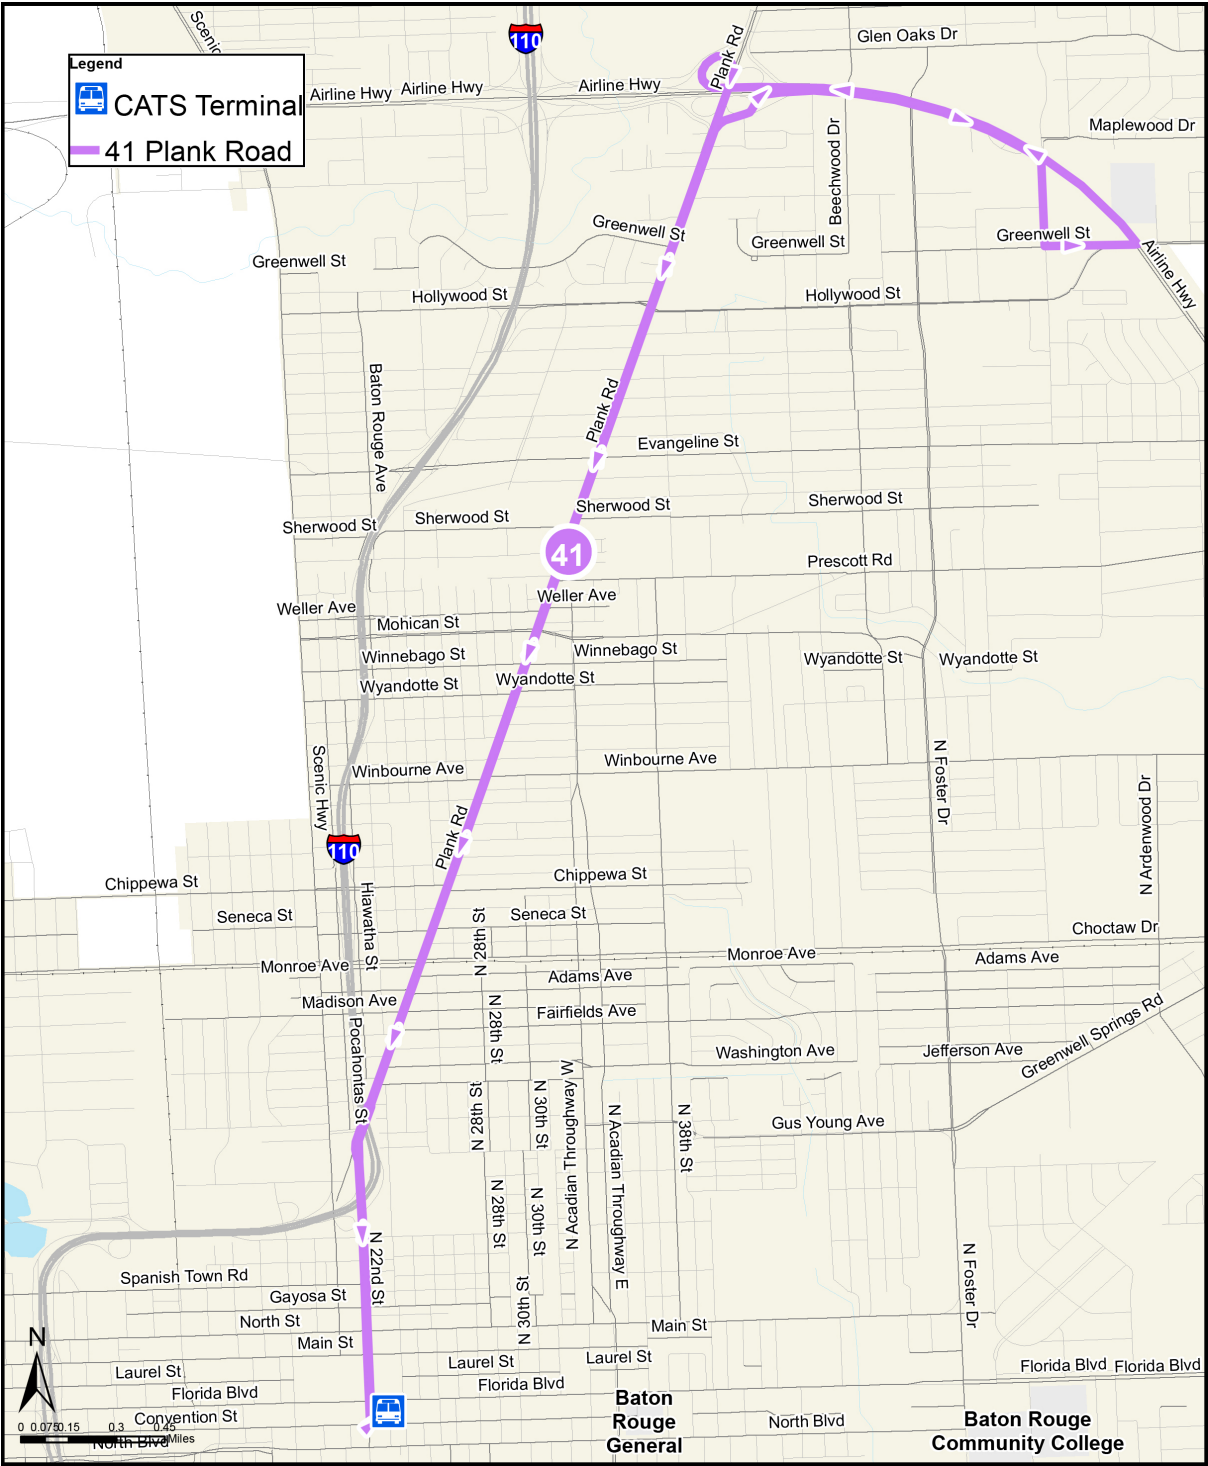 Scenic
110
Plank Rd
Glen Oaks Dr
Legend
CATS Terminal
41 Plank Road
Airline Hwy
Airline Hwy
Airline Hwy
Maplewood Dr
Beechwood Dr
Greenwell St
Greenwell St
Greenwell St
Greenwell St
Airline Hwy
Hollywood St
Hollywood St
Baton Rouge Ave
Plank Rd
Evangeline St
Sherwood St
Sherwood St
Sherwood St
Sherwood St
41
Prescott Rd
Weller Ave
Weller Ave
Mohican St
Winnebago St
Winnebago St
Wyandotte St
Wyandotte St
Wyandotte St
Wyandotte St
Scenic Hwy
Winbourne Ave
Winbourne Ave
N Foster Dr
N Ardenwood Dr
Plank Rd
110
Chippewa St
Chippewa St
Hiawatha St
Seneca St
Seneca St
N 28th St
Choctaw Dr
Monroe Ave
Monroe Ave
Adams Ave
Adams Ave
Madison Ave
Fairfields Ave
N 28th St
Pocahontas St
Washington Ave
Jefferson Ave
Greenwell Springs Rd
N 28th St
N 30th St
N Acadian Throughway W
N Acadian Throughway E
N 38th St
Gus Young Ave
N 28th St
N 30th St
N 22nd St
N Foster Dr
Spanish Town Rd
Gayosa St
N 30th St
North St
Main St
Main St
N
Laurel St
Laurel St
Laurel St
Florida Blvd
Florida Blvd
Florida Blvd
Florida Blvd
Convention St
North Blvd
North Blvd
0 0.075 0.15 0.3 0.45
Miles
Baton
Rouge
General
Baton Rouge
Community College